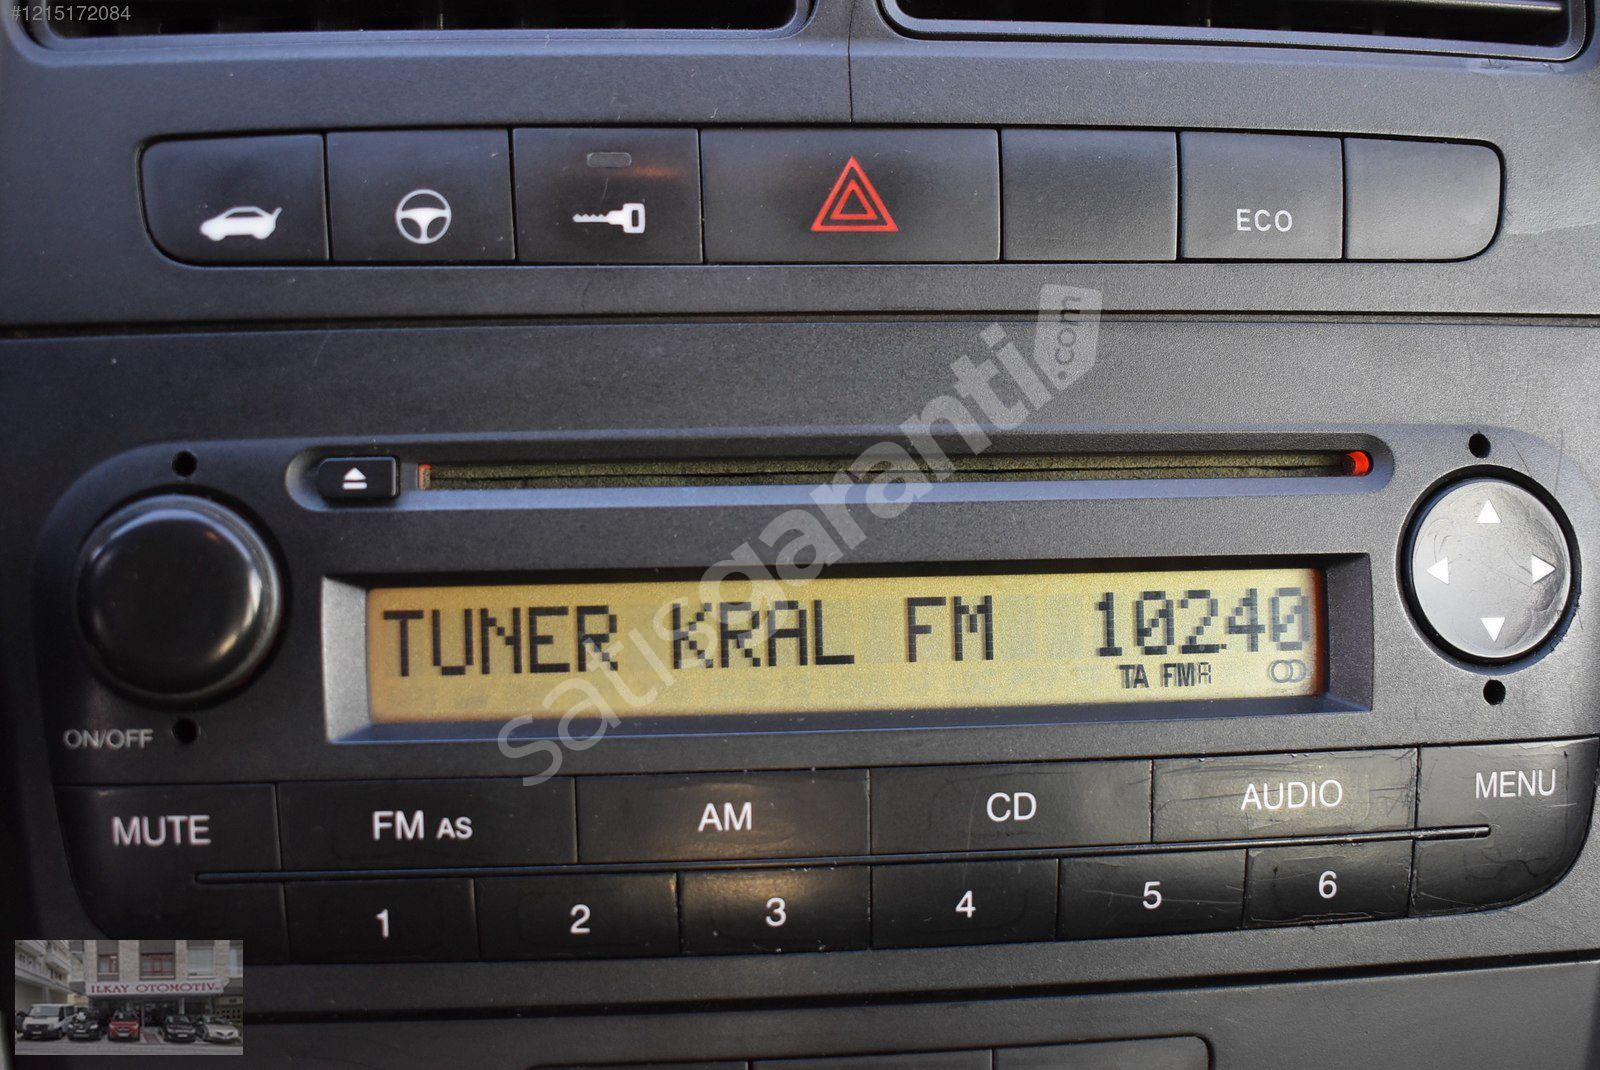 #1215172084
ECO
satışgaranti.com
TUNER KRAL FM 10240
TA FM
ON/OFF
MUTE FM AS AM CD AUDIO MENU
1 2 3 4 5 6
ILKAY OTOMOTIV